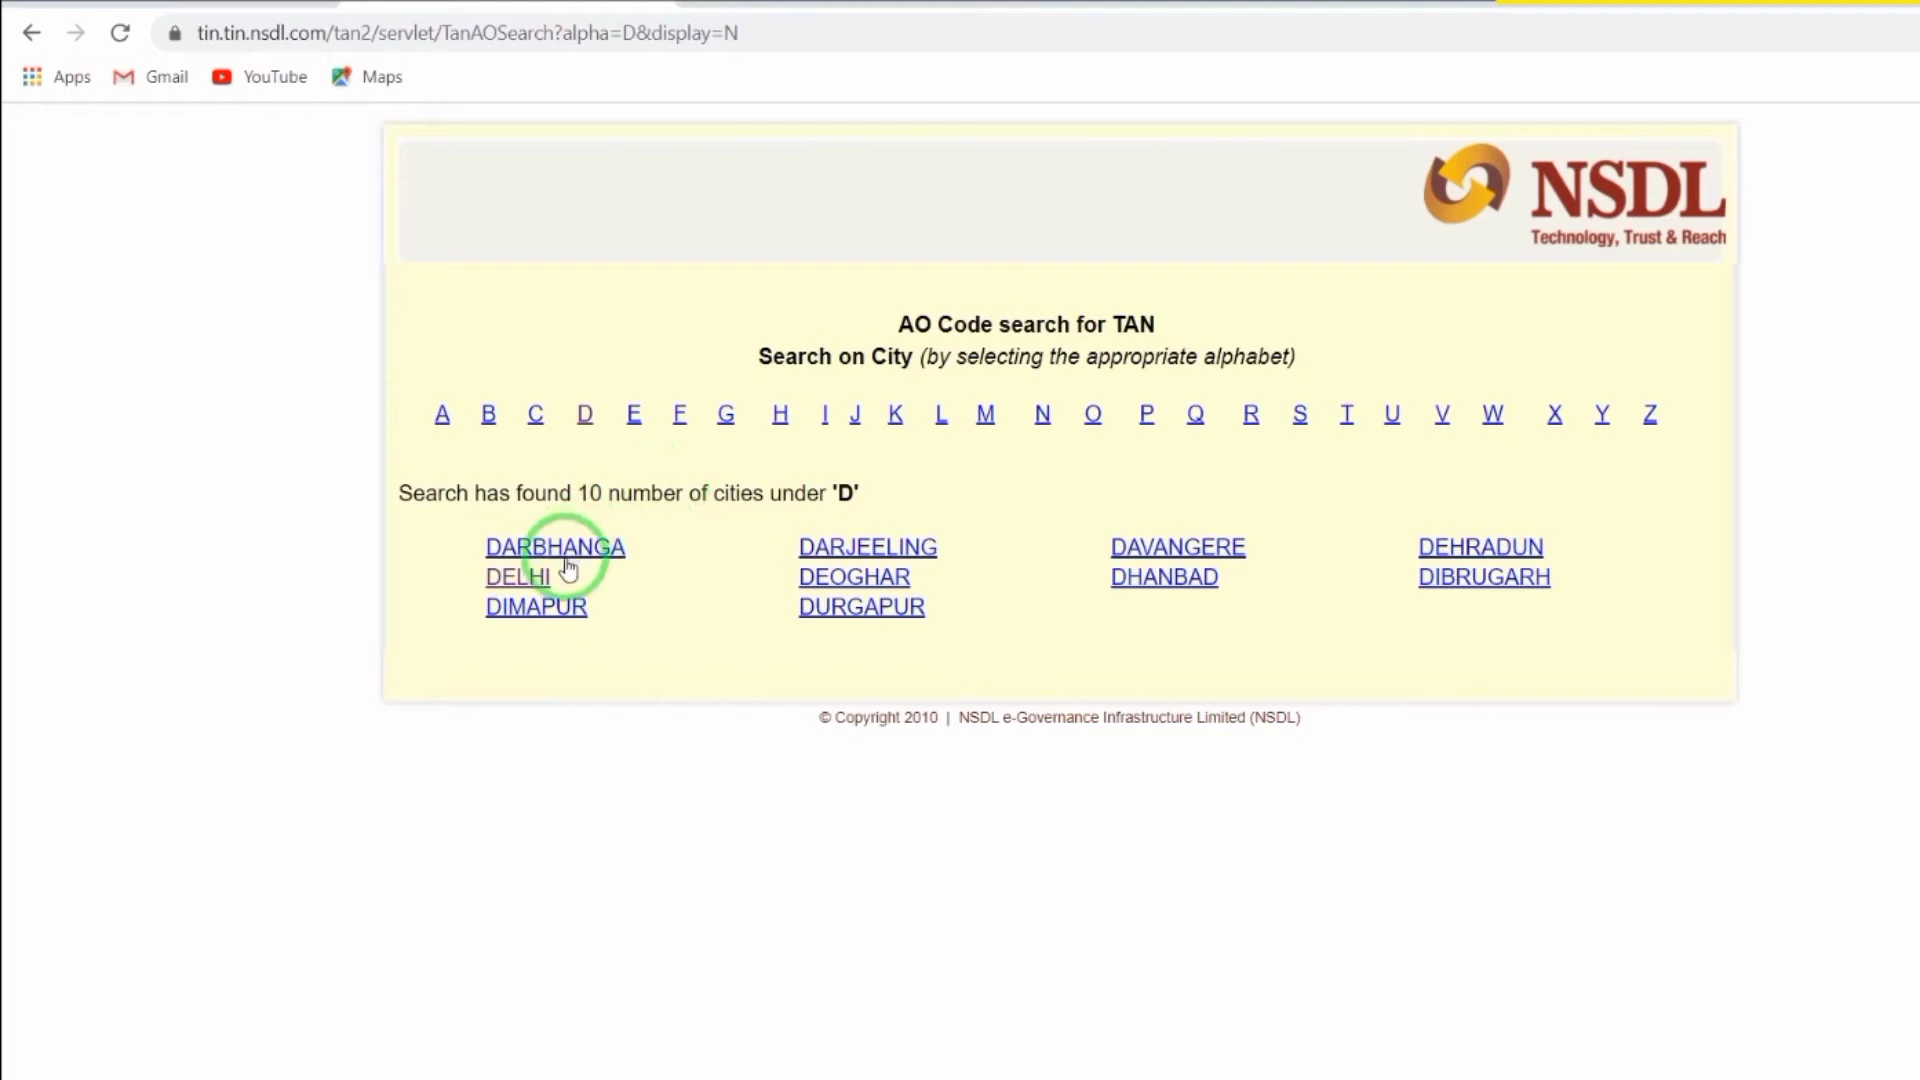 tin.tin.nsdl.com/tan2/servlet/TanAOSearch?alpha=D&display=N
Apps Gmail YouTube Maps
NSDL
Technology, Trust & Reach
AO Code search for TAN
Search on City (by selecting the appropriate alphabet)
A B C D E F G H I J K L M N O P Q R S T U V W X Y Z
Search has found 10 number of cities under 'D'
DARBHANGA DARJEELING DAVANGERE DEHRADUN
DELHI DEOGHAR DHANBAD DIBRUGARH
DIMAPUR DURGAPUR
© Copyright 2010 | NSDL e-Governance Infrastructure Limited (NSDL)